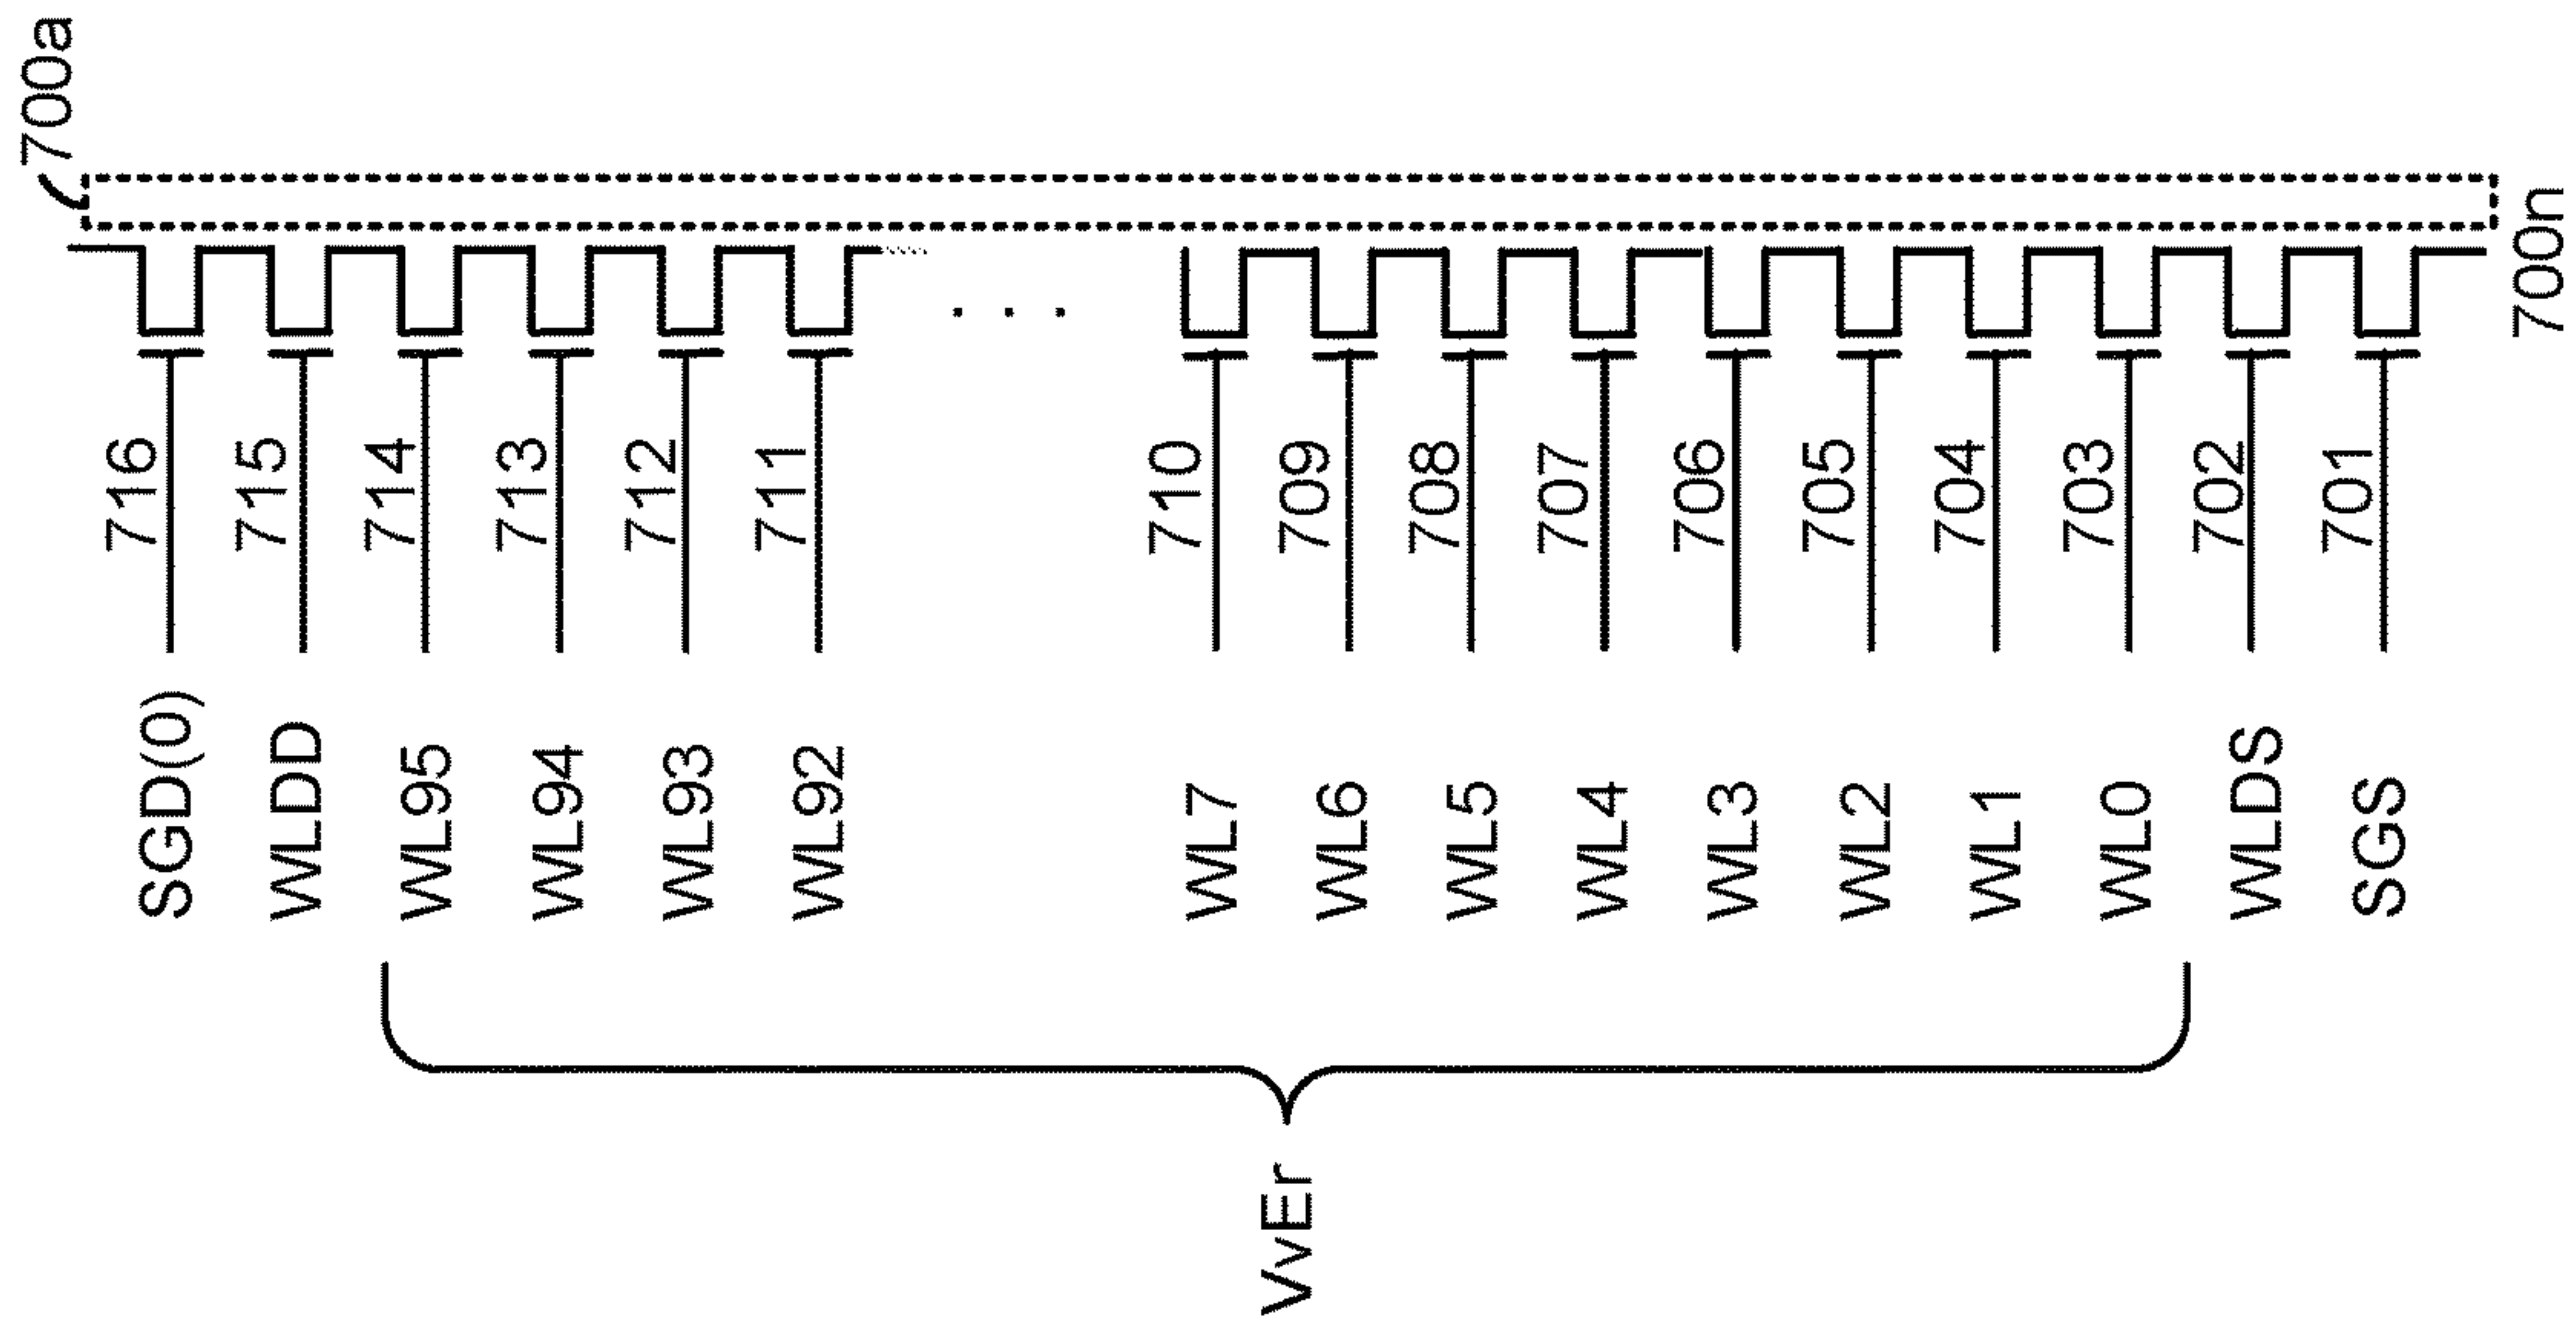 700a
716
715
714
713
712
711
. . .
710
709
708
707
706
705
704
703
702
701
700n
SGD(0)
WLDD
WL95
WL94
WL93
WL92
WL7
WL6
WL5
WL4
WL3
WL2
WL1
WL0
WLDS
SGS
VvEr